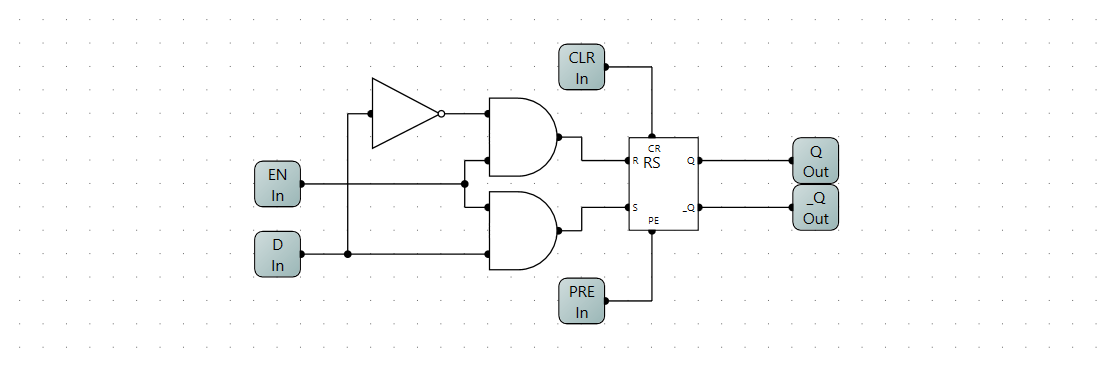 CLR
In
EN
In
D
In
CR
R RS Q
S _Q
PE
Q
Out
_Q
Out
PRE
In